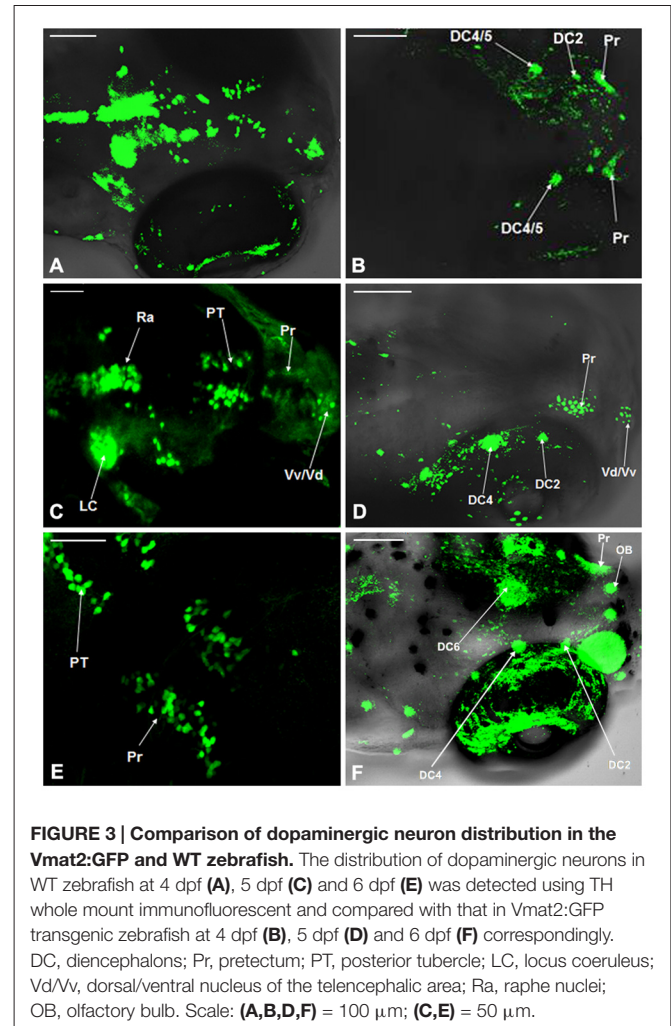 A
DC4/5
DC2
Pr
DC4/5
Pr
B
Ra
PT
Pr
LC
Vv/Vd
C
Pr
DC4
DC2
Vd/Vv
D
PT
Pr
E
Pr
OB
DC6
DC4
DC2
F
FIGURE 3 | Comparison of dopaminergic neuron distribution in the
Vmat2:GFP and WT zebrafish. The distribution of dopaminergic neurons in
WT zebrafish at 4 dpf (A), 5 dpf (C) and 6 dpf (E) was detected using TH
whole mount immunofluorescent and compared with that in Vmat2:GFP
transgenic zebrafish at 4 dpf (B), 5 dpf (D) and 6 dpf (F) correspondingly.
DC, diencephalons; Pr, pretectum; PT, posterior tubercle; LC, locus coeruleus;
Vd/Vv, dorsal/ventral nucleus of the telencephalic area; Ra, raphe nuclei;
OB, olfactory bulb. Scale: (A,B,D,F) = 100 μm; (C,E) = 50 μm.